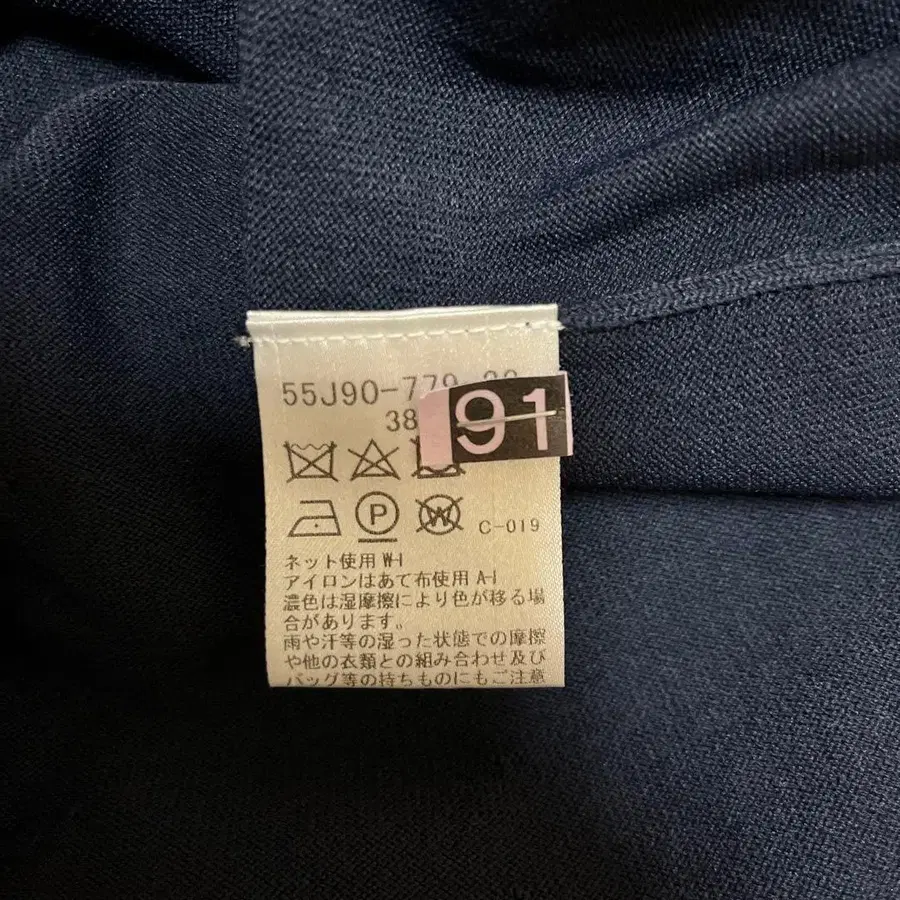 55J90-779
38
91
P
W
C-019
ネット使用 W-I
アイロンはあて布使用 A-I
濃色は湿摩擦により色が移る場
合があります。
雨や汗等の湿った状態での摩擦
や他の衣類との組み合わせ及び
バッグ等の持ちものにもご注意